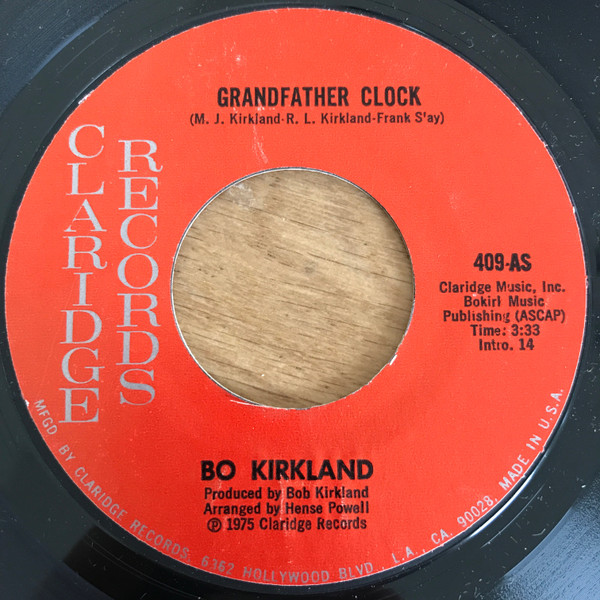 GRANDFATHER CLOCK
(M. J. Kirkland-R. L. Kirkland-Frank S'ay)
CLARIDGE
RECORDS
409-AS
Claridge Music, Inc.
Bokirl Music
Publishing (ASCAP)
Time: 3:33
Intro. 14
BO KIRKLAND
Produced by Bob Kirkland
Arranged by Hense Powell
℗ 1975 Claridge Records
MFGD BY CLARIDGE RECORDS, 6362 HOLLYWOOD BLVD., L.A., CA. 90028, MADE IN U.S.A.